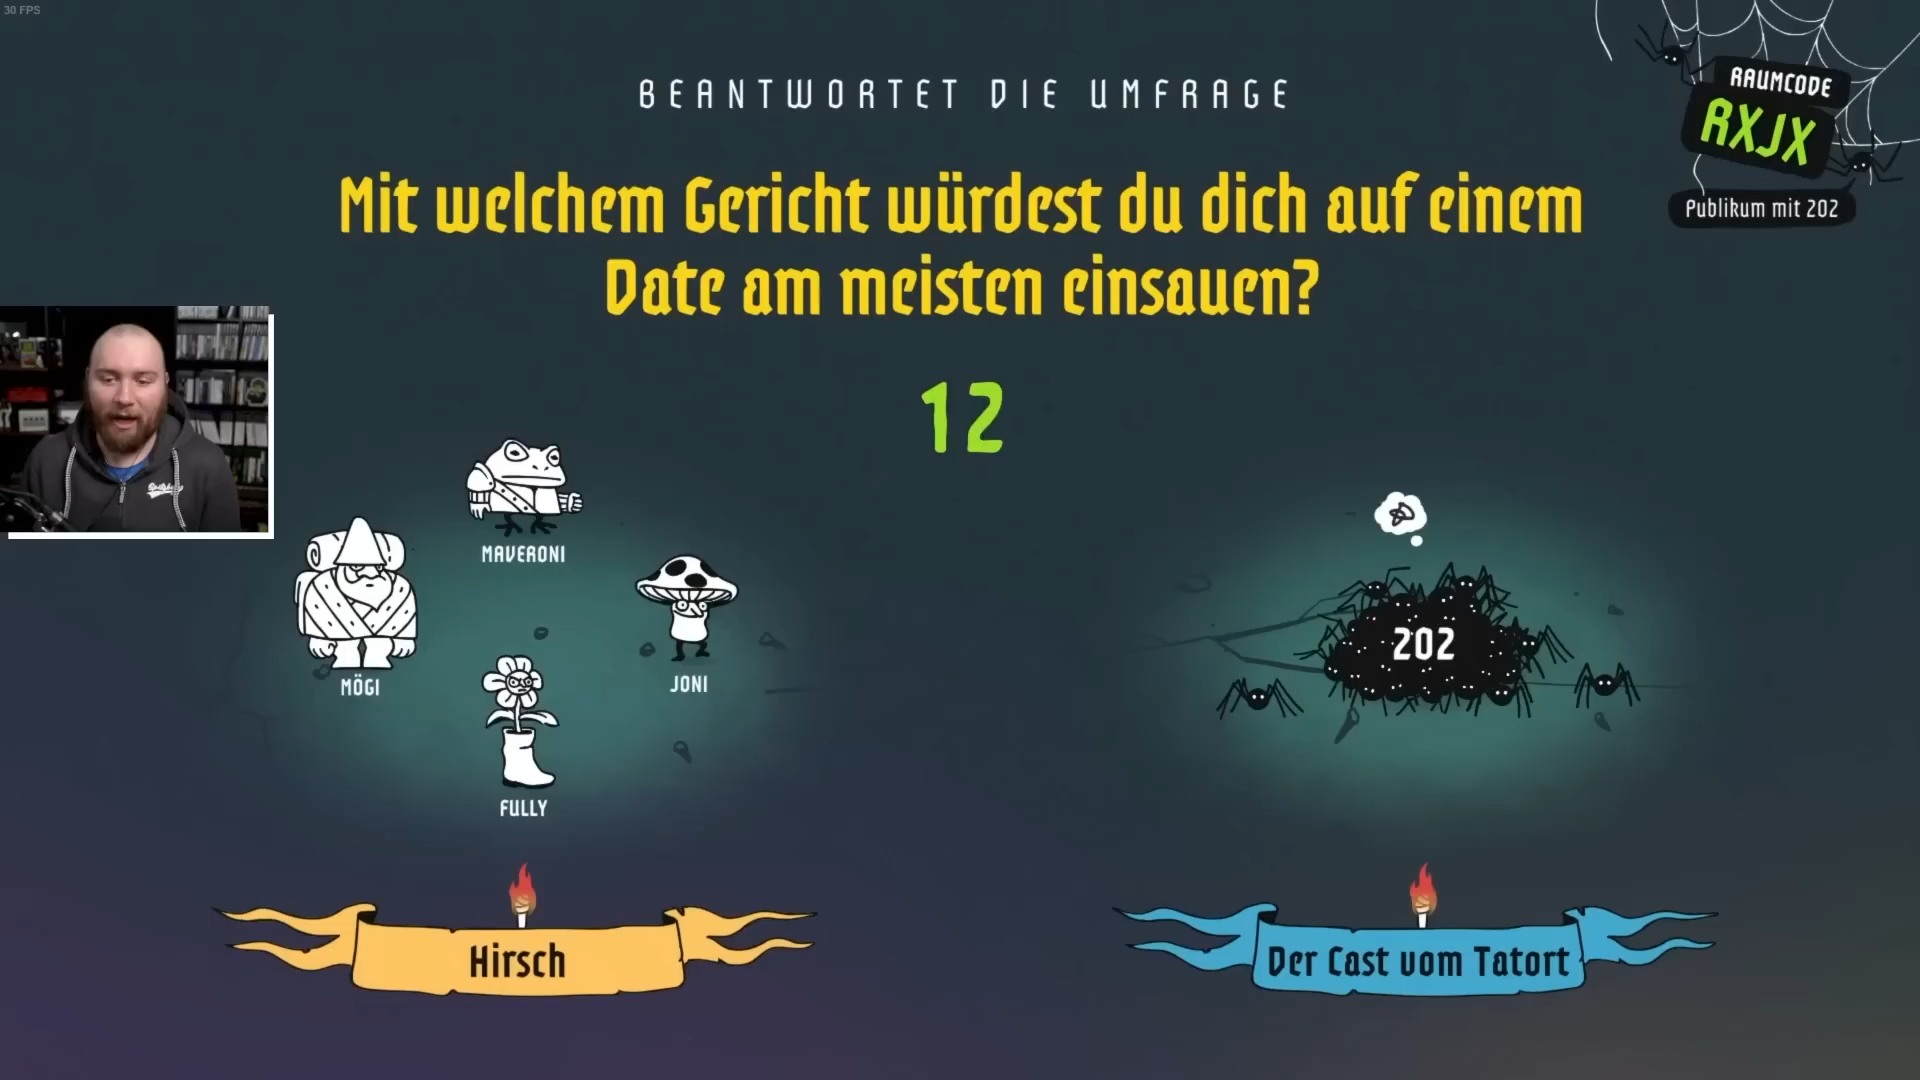 30 FPS
BEANTWORTET DIE UMFRAGE
RAUMCODE
RXJX
Publikum mit 202
Mit welchem Gericht würdest du dich auf einem
Date am meisten einsauen?
12
MAVERONI
MÖGI
JONI
FULLY
202
Hirsch
Der Cast vom Tatort